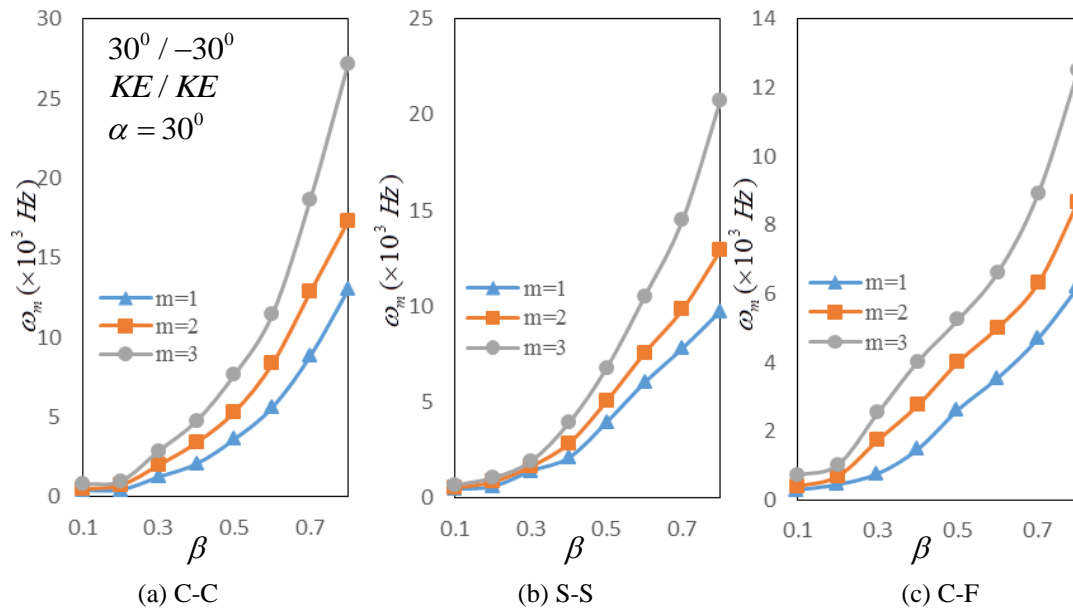 30⁰ / −30⁰
KE / KE
α = 30⁰
30
25
20
15
10
5
0
ω_m (×10³ Hz)
m=1
m=2
m=3
0.1 0.3 0.5 0.7
β
(a) C-C
25
20
15
10
5
0
ω_m (×10³ Hz)
m=1
m=2
m=3
0.1 0.3 0.5 0.7
β
(b) S-S
14
12
10
8
6
4
2
0
ω_m (×10³ Hz)
m=1
m=2
m=3
0.1 0.3 0.5 0.7
β
(c) C-F